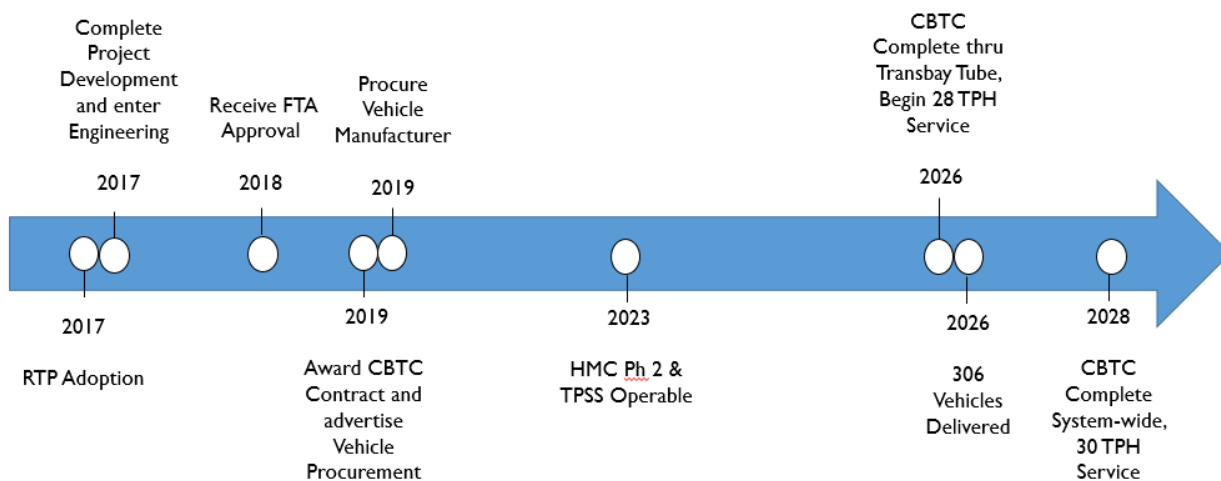 Complete
Project
Development
and enter
Engineering
2017
Receive FTA
Approval
2018
Procure
Vehicle
Manufacturer
2019
CBTC
Complete thru
Transbay Tube,
Begin 28 TPH
Service
2026
2017
RTP Adoption
2019
Award CBTC
Contract and
advertise
Vehicle
Procurement
2023
HMC Ph 2 &
TPSS Operable
2026
306
Vehicles
Delivered
2028
CBTC
Complete
System-wide,
30 TPH
Service